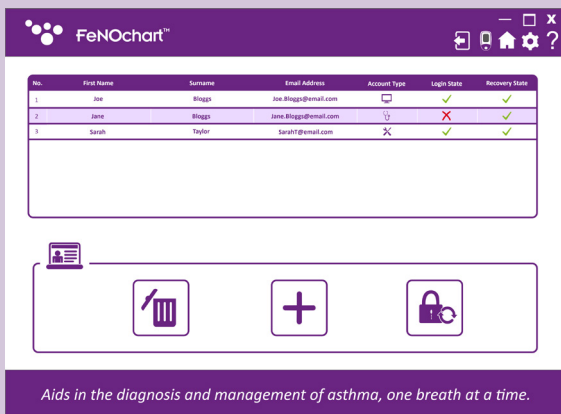 FeNOchart™
?
No. First Name Surname Email Address Account Type Login State Recovery State
1 Joe Bloggs Joe.Bloggs@email.com
2 Jane Bloggs Jane.Bloggs@email.com
3 Sarah Taylor SarahT@email.com
Aids in the diagnosis and management of asthma, one breath at a time.